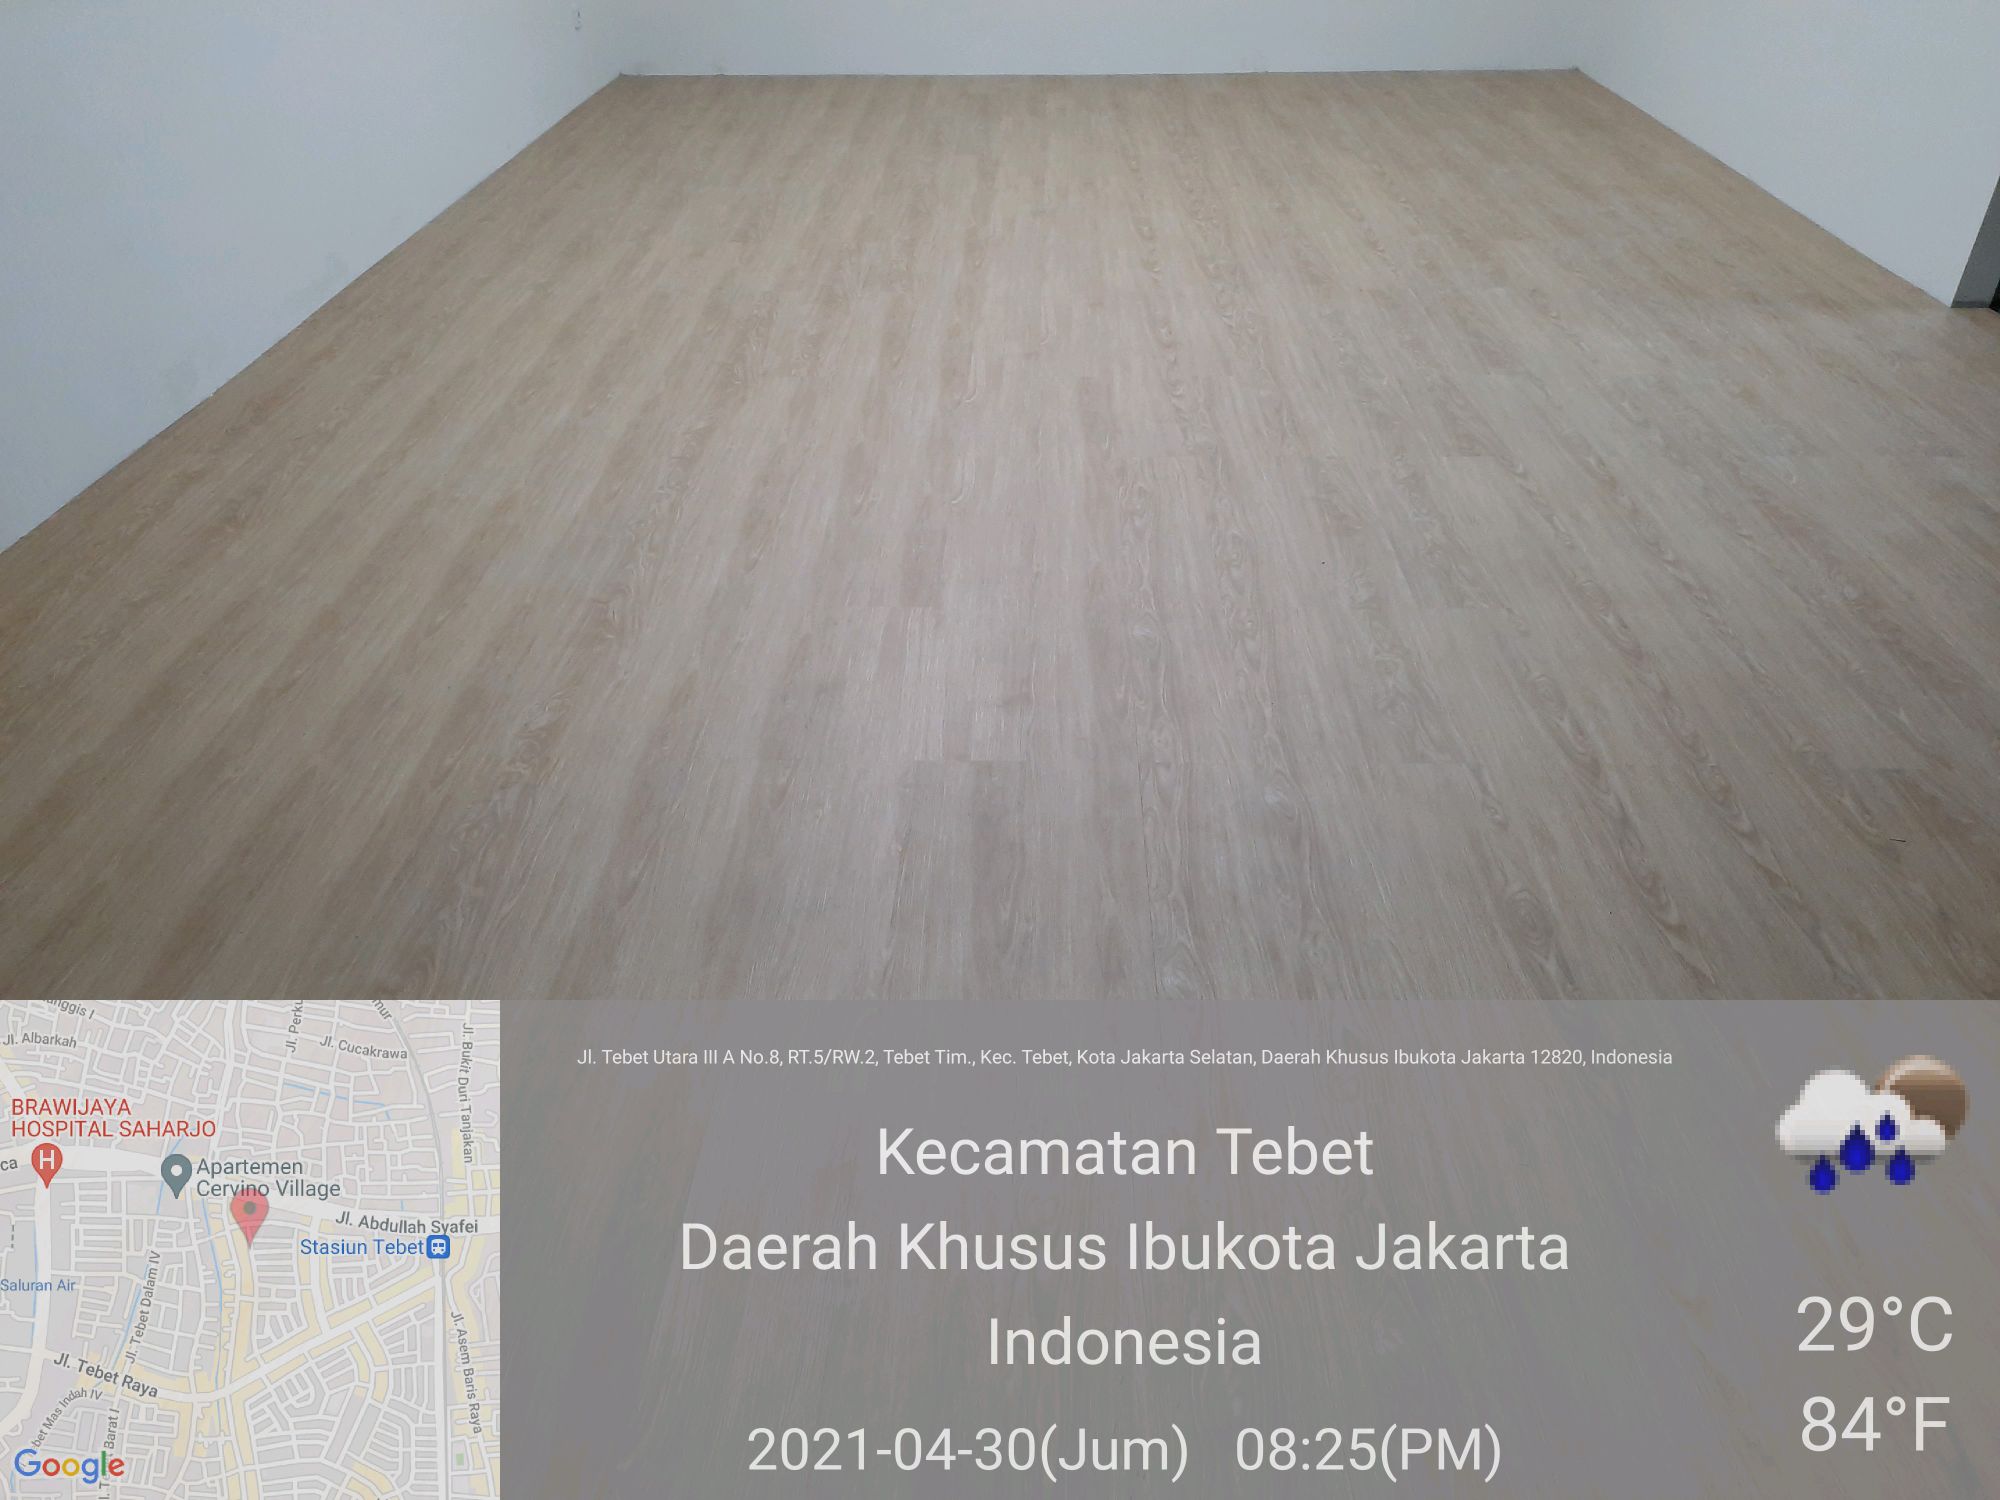 Jl. Tebet Utara III A No.8, RT.5/RW.2, Tebet Tim., Kec. Tebet, Kota Jakarta Selatan, Daerah Khusus Ibukota Jakarta 12820, Indonesia
Kecamatan Tebet
Daerah Khusus Ibukota Jakarta
Indonesia
2021-04-30(Jum) 08:25(PM)
29°C
84°F
Jl. Albarkah
Jl. Cucakrawa
Jl. Bukit Duri Tanjakan
BRAWIJAYA
HOSPITAL SAHARJO
H
Apartemen
Cervino Village
Jl. Abdullah Syafei
Stasiun Tebet
Saluran Air
Jl. Tebet Dalam IV
Jl. Tebet Raya
Jl. Asem Baris Raya
Google